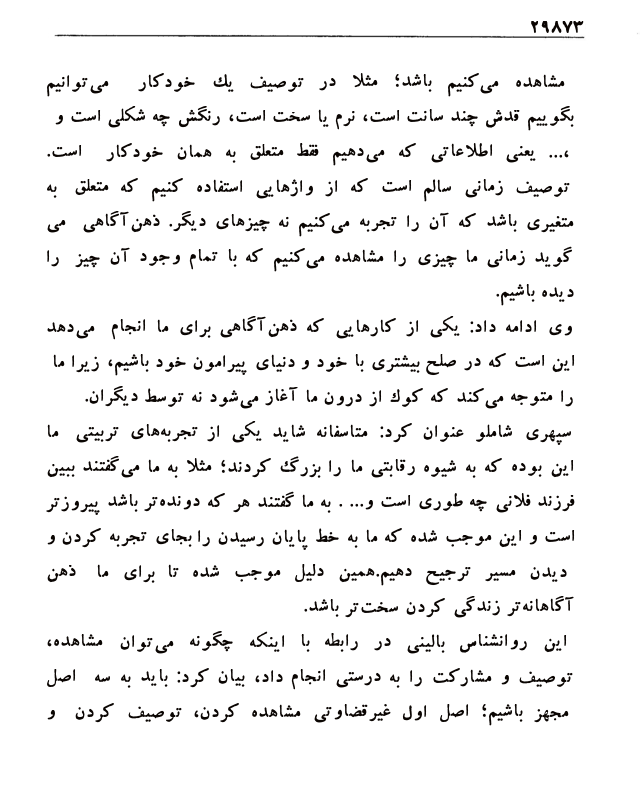 ۲۹۸۷۳
مشاهده می‌کنیم باشد؛ مثلا در توصیف یك خودکار می‌توانیم
بگوییم قدش چند سانت است، نرم یا سخت است، رنگش چه شکلی است و
،... یعنی اطلاعاتی که می‌دهیم فقط متعلق به همان خودکار است.
توصیف زمانی سالم است که از واژهایی استفاده کنیم که متعلق به
متغیری باشد که آن را تجربه می‌کنیم نه چیزهای دیگر. ذهن‌آگاهی می
گوید زمانی ما چیزی را مشاهده می‌کنیم که با تمام وجود آن چیز را
دیده باشیم.
وی ادامه داد: یکی از کارهایی که ذهن‌آگاهی برای ما انجام می‌دهد
این است که در صلح بیشتری با خود و دنیای پیرامون خود باشیم، زیرا ما
را متوجه می‌کند که کوك از درون ما آغاز می‌شود نه توسط دیگران.
سپهری شاملو عنوان کرد: متاسفانه شاید یکی از تجربه‌های تربیتی ما
این بوده که به شیوه رقابتی ما را بزرگ کردند؛ مثلا به ما می‌گفتند ببین
فرزند فلانی چه طوری است و... . به ما گفتند هر که دونده‌تر باشد پیروزتر
است و این موجب شده که ما به خط پایان رسیدن را بجای تجربه کردن و
دیدن مسیر ترجیح دهیم.همین دلیل موجب شده تا برای ما ذهن
آگاهانه‌تر زندگی کردن سخت‌تر باشد.
این روانشناس بالینی در رابطه با اینکه چگونه می‌توان مشاهده،
توصیف و مشارکت را به درستی انجام داد، بیان کرد: باید به سه اصل
مجهز باشیم؛ اصل اول غیرقضاوتی مشاهده کردن، توصیف کردن و